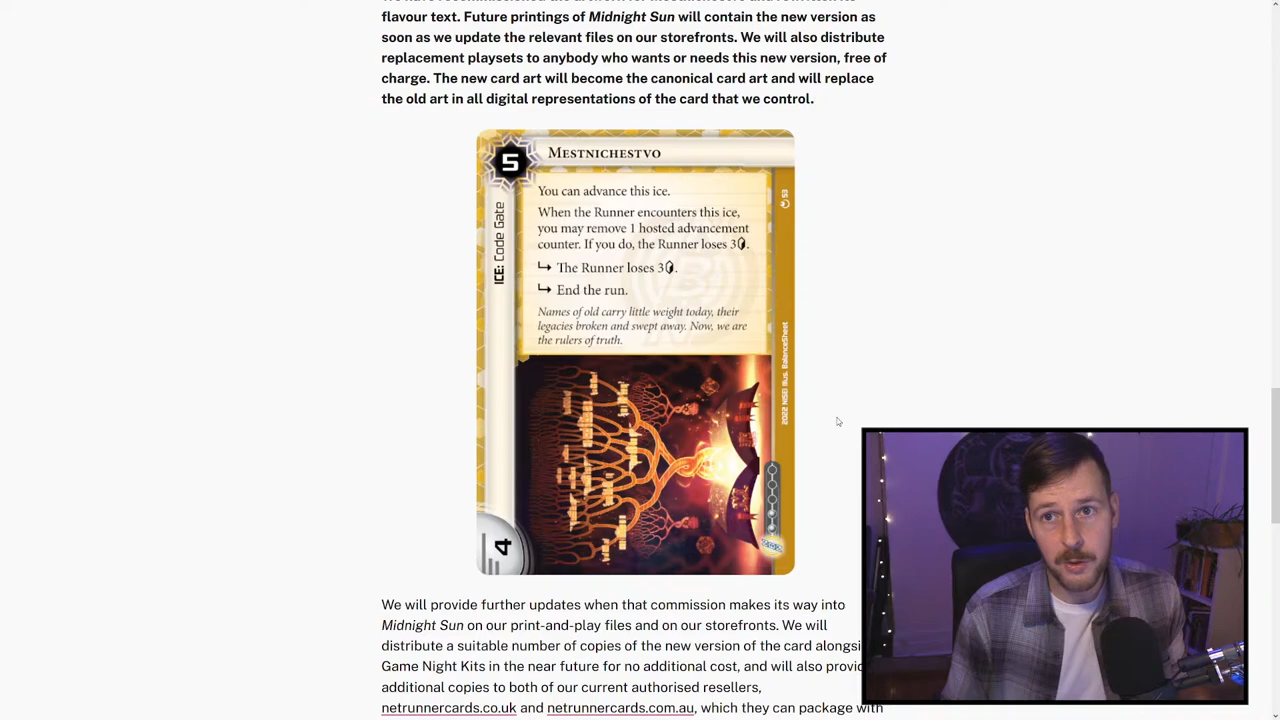 flavour text. Future printings of Midnight Sun will contain the new version as
soon as we update the relevant files on our storefronts. We will also distribute
replacement playsets to anybody who wants or needs this new version, free of
charge. The new card art will become the canonical card art and will replace
the old art in all digital representations of the card that we control.
5
MESTNICHESTVO
ICE: Code Gate
You can advance this ice.
When the Runner encounters this ice,
you may remove 1 hosted advancement
counter. If you do, the Runner loses 3
The Runner loses 3
End the run.
Names of old carry little weight today, their
legacies broken and swept away. Now, we are
the rulers of truth.
53
2022 NISEI Illus. BalanceSheet
4
We will provide further updates when that commission makes its way into
Midnight Sun on our print-and-play files and on our storefronts. We will
distribute a suitable number of copies of the new version of the card alongsi
Game Night Kits in the near future for no additional cost, and will also provid
additional copies to both of our current authorised resellers,
netrunnercards.co.uk and netrunnercards.com.au, which they can package with